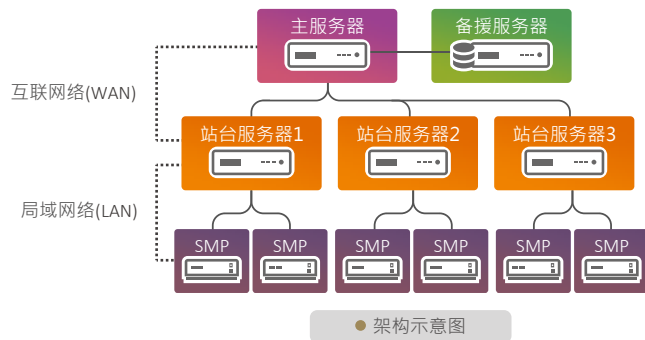 主服务器
备援服务器
互联网络(WAN)
站台服务器1
站台服务器2
站台服务器3
局域网络(LAN)
SMP
SMP
SMP
SMP
SMP
SMP
架构示意图